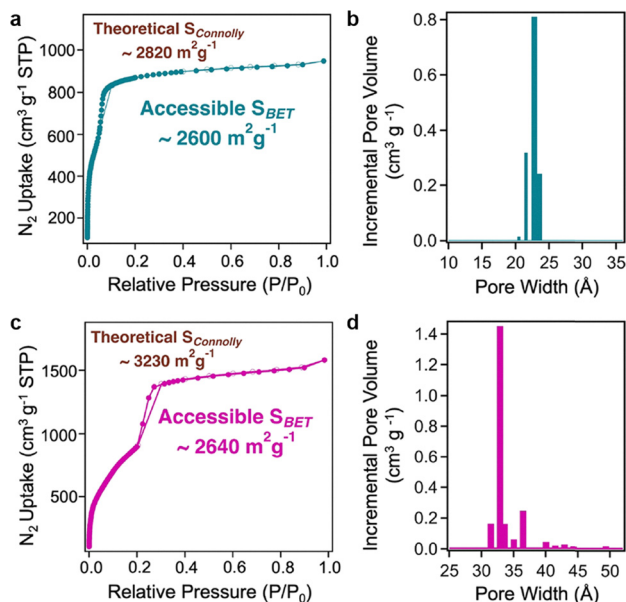 a
Theoretical S_Connolly
~ 2820 m²g⁻¹
Accessible S_BET
~ 2600 m²g⁻¹
N₂ Uptake (cm³ g⁻¹ STP)
1000
800
600
400
200
0.0 0.2 0.4 0.6 0.8 1.0
Relative Pressure (P/P₀)
b
Incremental Pore Volume
(cm³ g⁻¹)
0.8
0.6
0.4
0.2
0.0
10 15 20 25 30 35
Pore Width (Å)
c
Theoretical S_Connolly
~ 3230 m²g⁻¹
Accessible S_BET
~ 2640 m²g⁻¹
N₂ Uptake (cm³ g⁻¹ STP)
1500
1000
500
0.0 0.2 0.4 0.6 0.8 1.0
Relative Pressure (P/P₀)
d
Incremental Pore Volume
(cm³ g⁻¹)
1.4
1.2
1.0
0.8
0.6
0.4
0.2
0.0
25 30 35 40 45 50
Pore Width (Å)